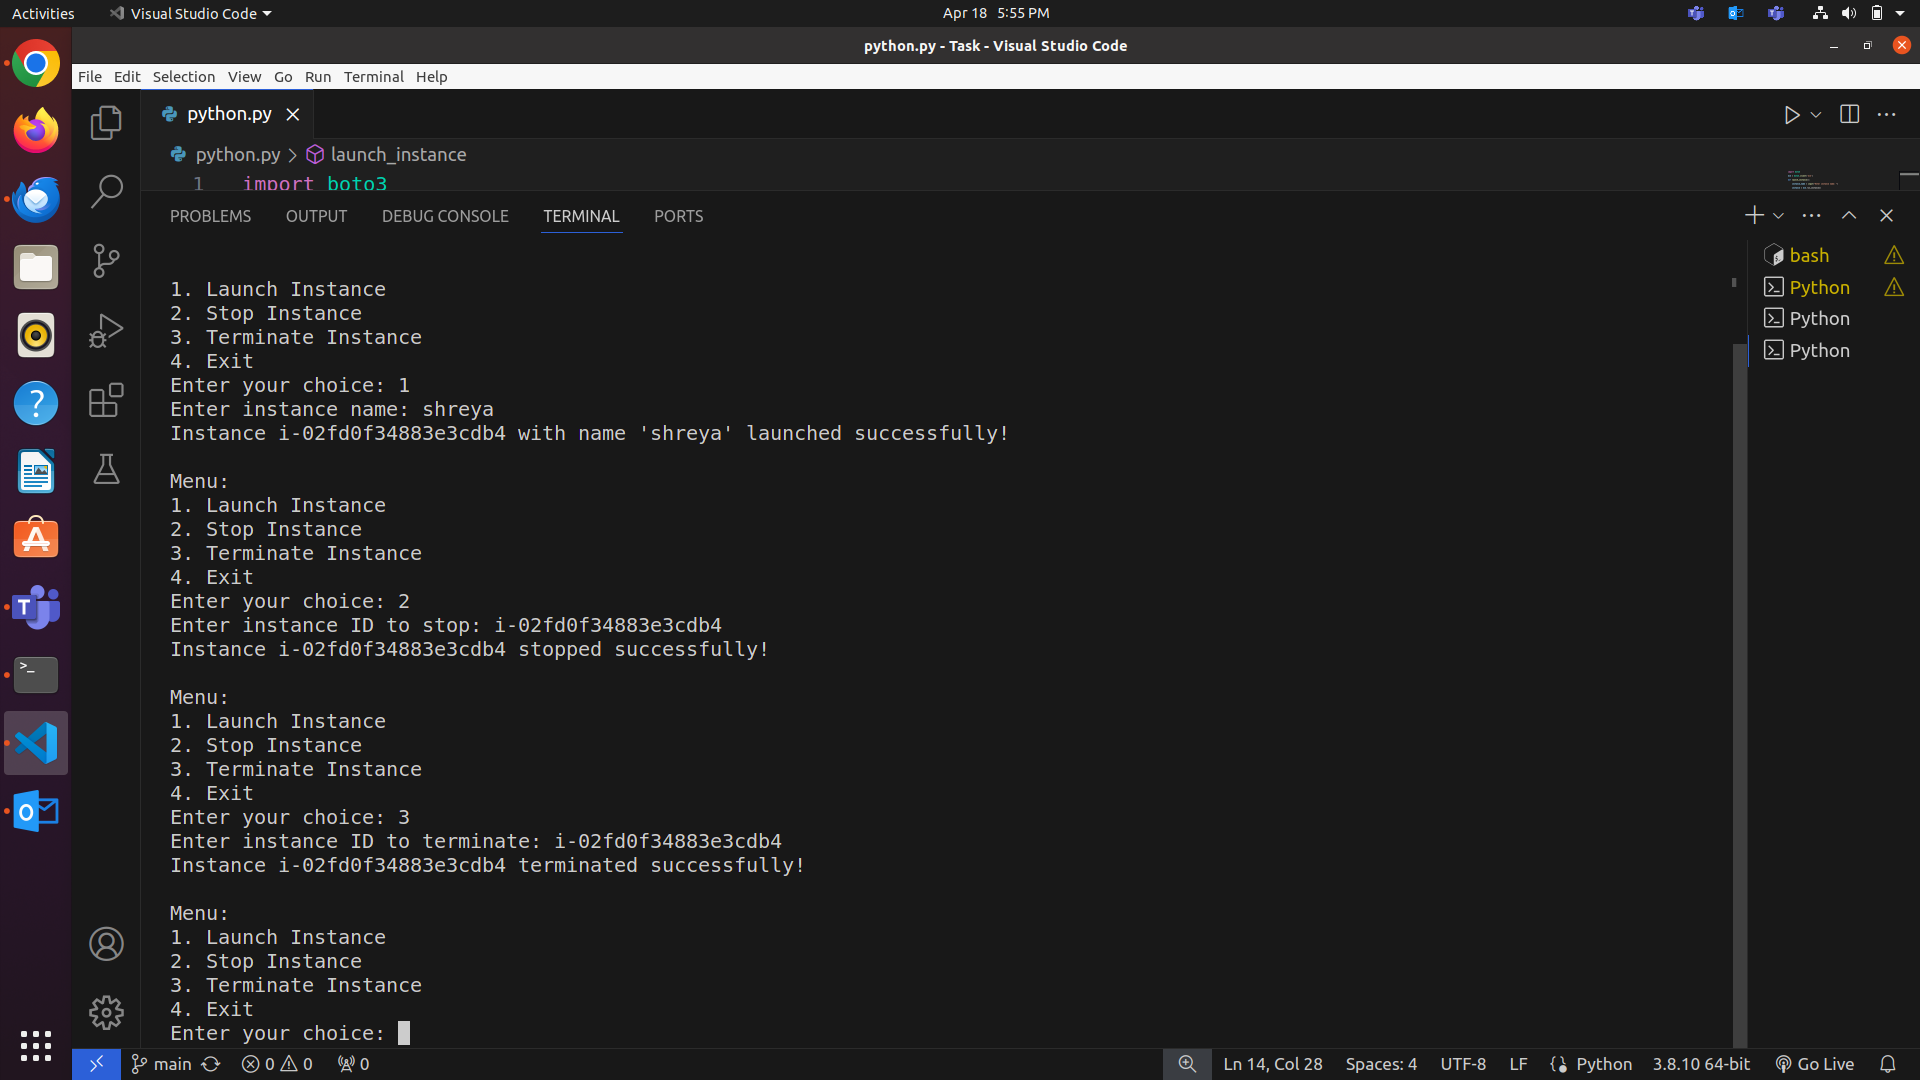 Activities
Visual Studio Code
Apr 18 5:55 PM
python.py - Task - Visual Studio Code
File Edit Selection View Go Run Terminal Help
python.py
python.py > launch_instance
1 import boto3
PROBLEMS OUTPUT DEBUG CONSOLE TERMINAL PORTS
bash
Python
Python
Python
1. Launch Instance
2. Stop Instance
3. Terminate Instance
4. Exit
Enter your choice: 1
Enter instance name: shreya
Instance i-02fd0f34883e3cdb4 with name 'shreya' launched successfully!
Menu:
1. Launch Instance
2. Stop Instance
3. Terminate Instance
4. Exit
Enter your choice: 2
Enter instance ID to stop: i-02fd0f34883e3cdb4
Instance i-02fd0f34883e3cdb4 stopped successfully!
Menu:
1. Launch Instance
2. Stop Instance
3. Terminate Instance
4. Exit
Enter your choice: 3
Enter instance ID to terminate: i-02fd0f34883e3cdb4
Instance i-02fd0f34883e3cdb4 terminated successfully!
Menu:
1. Launch Instance
2. Stop Instance
3. Terminate Instance
4. Exit
Enter your choice:
main 0 0 0 Ln 14, Col 28 Spaces: 4 UTF-8 LF Python 3.8.10 64-bit Go Live